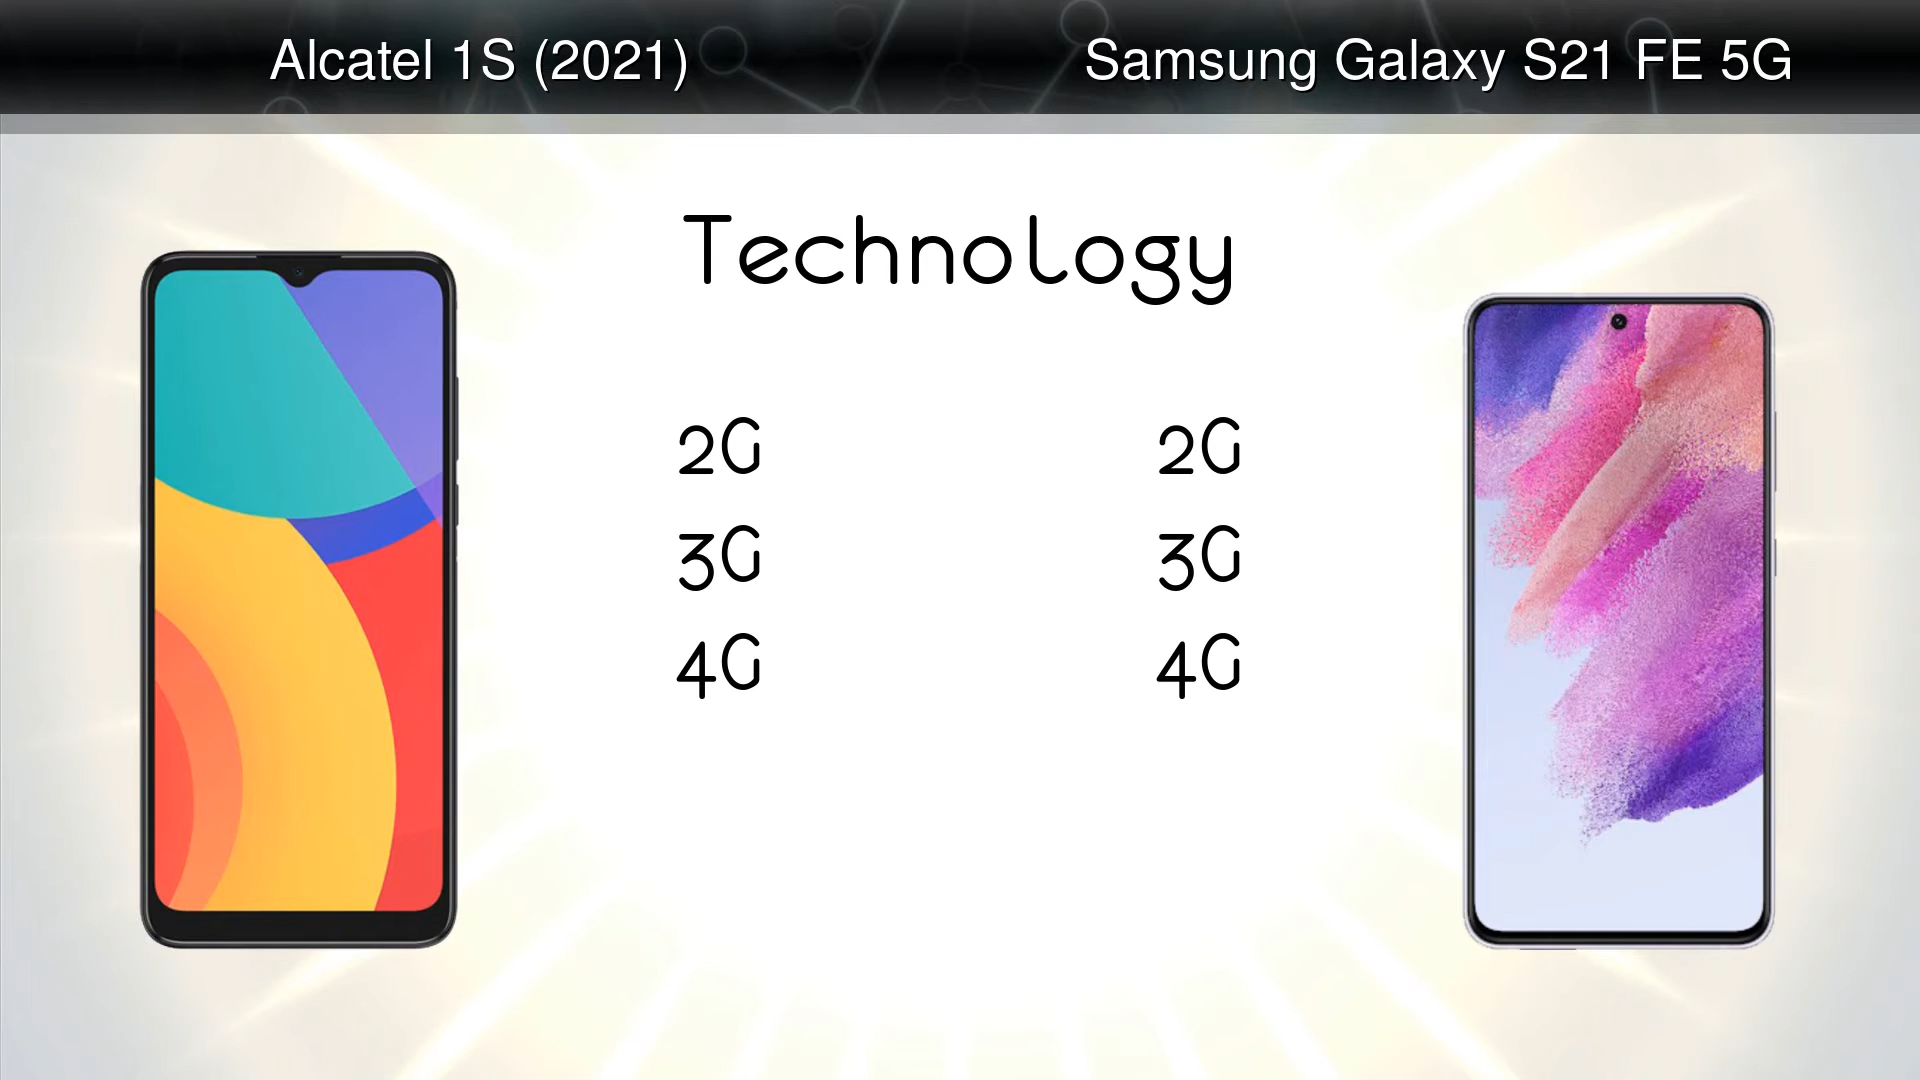 Alcatel 1S (2021) Samsung Galaxy S21 FE 5G
Technology
2G 2G
3G 3G
4G 4G